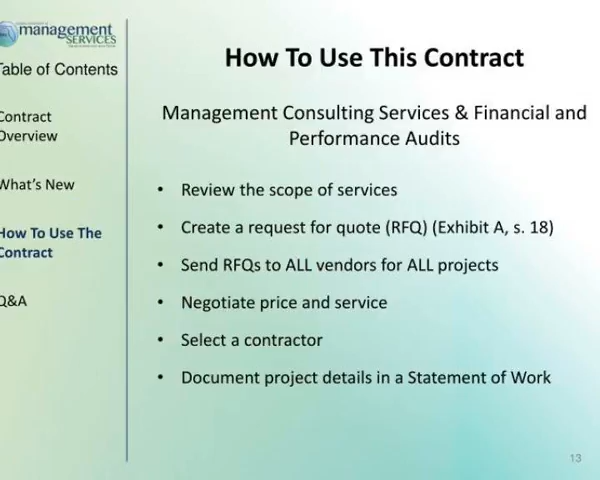 management
SERVICES
Table of Contents
Contract
Overview
What's New
How To Use The
Contract
Q&A
How To Use This Contract
Management Consulting Services & Financial and
Performance Audits
• Review the scope of services
• Create a request for quote (RFQ) (Exhibit A, s. 18)
• Send RFQs to ALL vendors for ALL projects
• Negotiate price and service
• Select a contractor
• Document project details in a Statement of Work
13